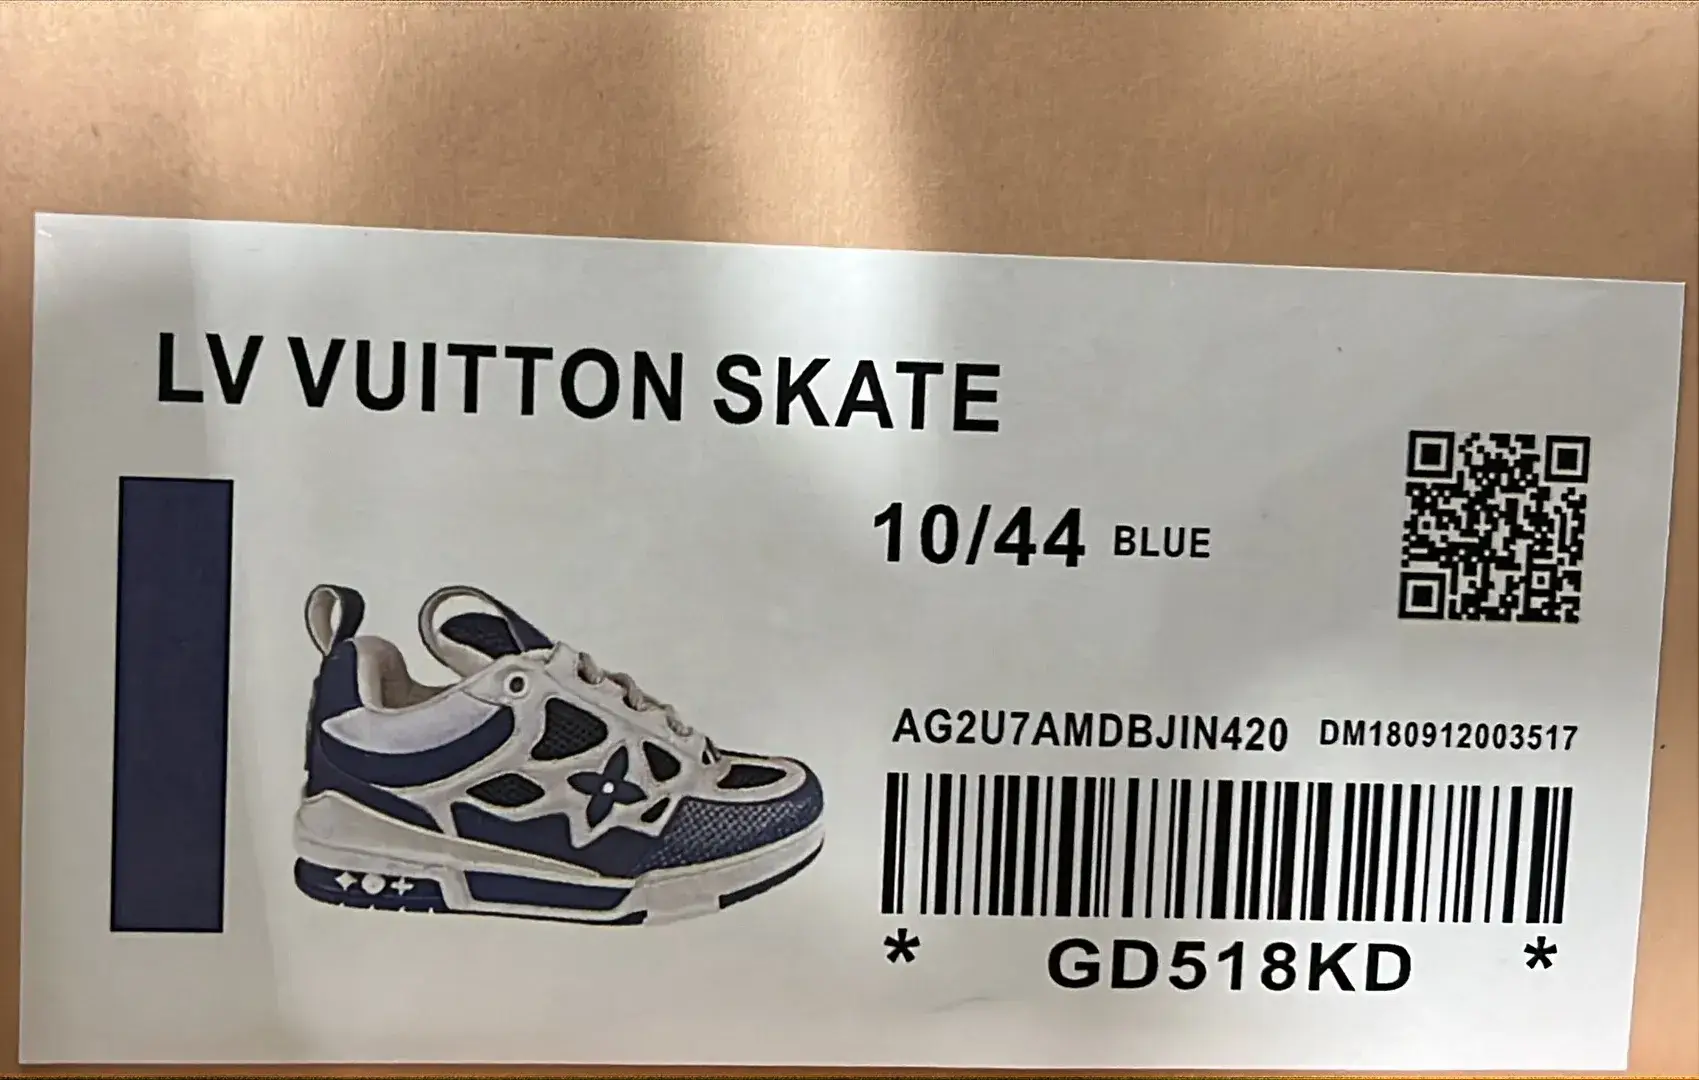 LV VUITTON SKATE
10/44 BLUE
AG2U7AMDBJIN420 DM180912003517
* GD518KD *